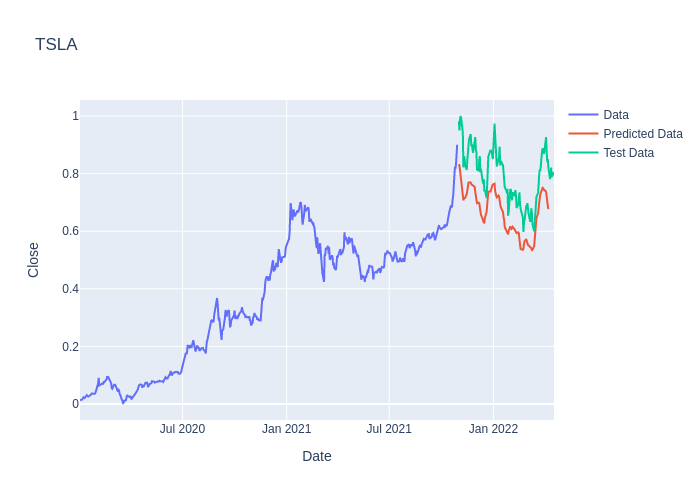 TSLA
1
0.8
0.6
0.4
0.2
0
Close
Jul 2020
Jan 2021
Jul 2021
Jan 2022
Date
Data
Predicted Data
Test Data